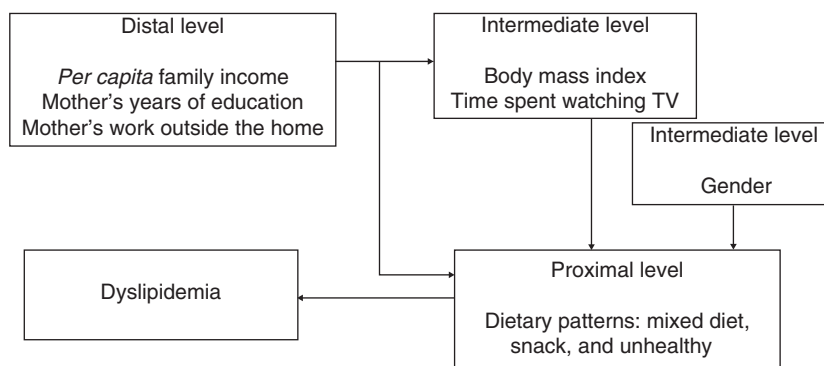 Distal level
Per capita family income
Mother's years of education
Mother's work outside the home
Intermediate level
Body mass index
Time spent watching TV
Intermediate level
Gender
Proximal level
Dietary patterns: mixed diet,
snack, and unhealthy
Dyslipidemia